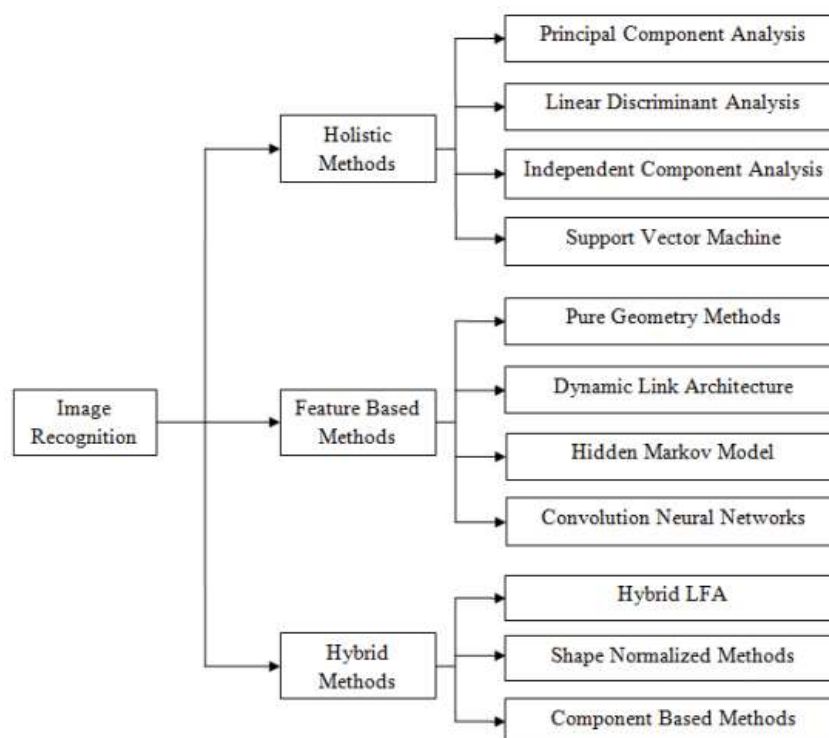 Image
Recognition
Holistic
Methods
Principal Component Analysis
Linear Discriminant Analysis
Independent Component Analysis
Support Vector Machine
Feature Based
Methods
Pure Geometry Methods
Dynamic Link Architecture
Hidden Markov Model
Convolution Neural Networks
Hybrid
Methods
Hybrid LFA
Shape Normalized Methods
Component Based Methods